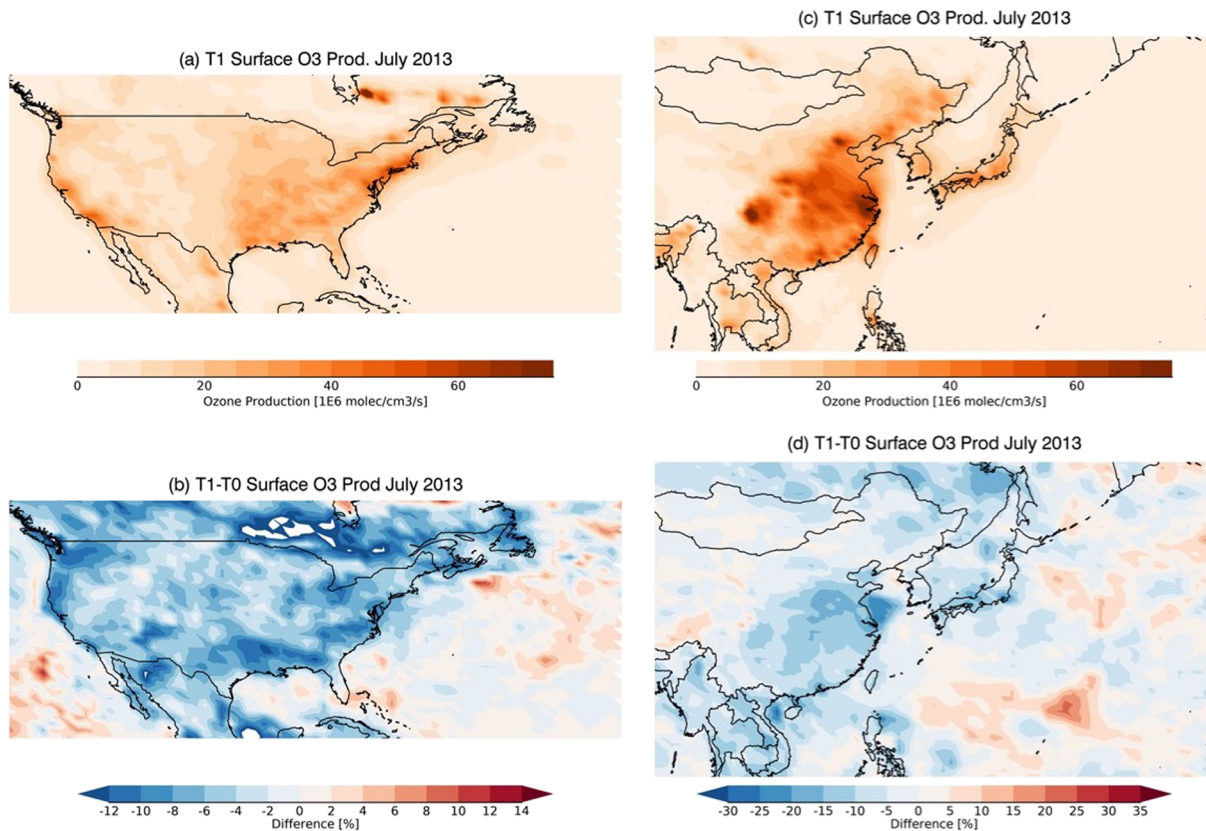 (a) T1 Surface O3 Prod. July 2013
0 20 40 60
Ozone Production [1E6 molec/cm3/s]
(c) T1 Surface O3 Prod. July 2013
0 20 40 60
Ozone Production [1E6 molec/cm3/s]
(b) T1-T0 Surface O3 Prod July 2013
-12 -10 -8 -6 -4 -2 0 2 4 6 8 10 12 14
Difference [%]
(d) T1-T0 Surface O3 Prod July 2013
-30 -25 -20 -15 -10 -5 0 5 10 15 20 25 30 35
Difference [%]